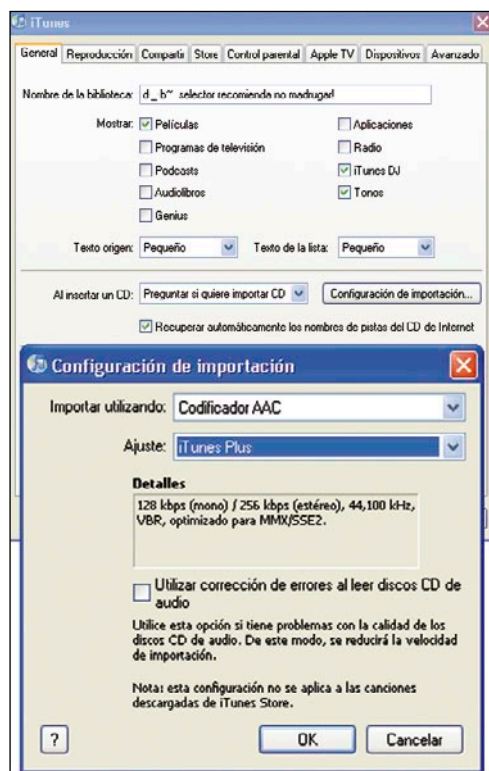 iTunes
General Reproducción Compartir Store Control parental Apple TV Dispositivos Avanzado
Nombre de la biblioteca: d _ b~ selector recomienda no madrugar!
Mostrar: Películas Aplicaciones
Programas de televisión Radio
Podcasts iTunes DJ
Audiolibros Tonos
Genius
Texto origen: Pequeño Texto de la lista: Pequeño
Al insertar un CD: Preguntar si quiere importar CD Configuración de importación...
Recuperar automáticamente los nombres de pistas del CD de Internet
Configuración de importación
Importar utilizando: Codificador AAC
Ajuste: iTunes Plus
Detalles
128 kbps (mono) / 256 kbps (estéreo), 44,100 kHz,
VBR, optimizado para MMX/SSE2.
Utilizar corrección de errores al leer discos CD de
audio
Utilice esta opción si tiene problemas con la calidad de los
discos CD de audio. De este modo, se reducirá la velocidad
de importación.
Nota: esta configuración no se aplica a las canciones
descargadas de iTunes Store.
? OK Cancelar